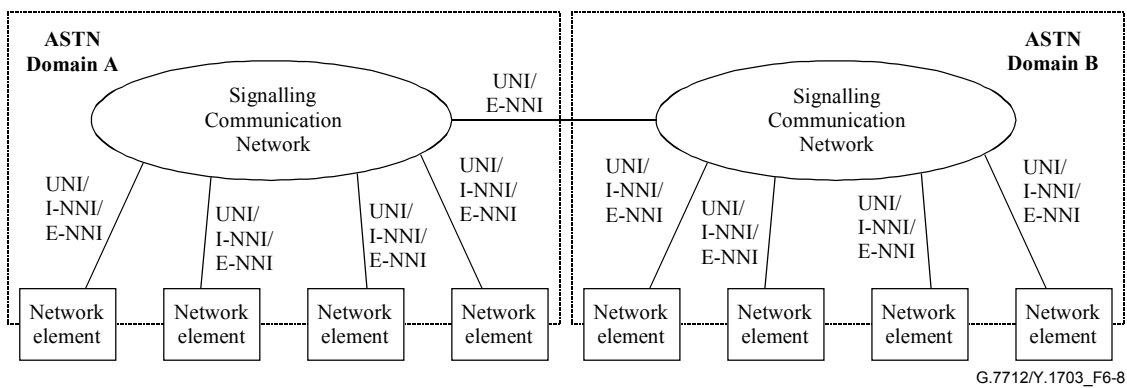 ASTN
Domain A
UNI/
E-NNI
ASTN
Domain B
Signalling
Communication
Network
Signalling
Communication
Network
UNI/
I-NNI/
E-NNI
UNI/
I-NNI/
E-NNI
UNI/
I-NNI/
E-NNI
UNI/
I-NNI/
E-NNI
UNI/
I-NNI/
E-NNI
UNI/
I-NNI/
E-NNI
UNI/
I-NNI/
E-NNI
UNI/
I-NNI/
E-NNI
Network
element
Network
element
Network
element
Network
element
Network
element
Network
element
Network
element
Network
element
G.7712/Y.1703_F6-8